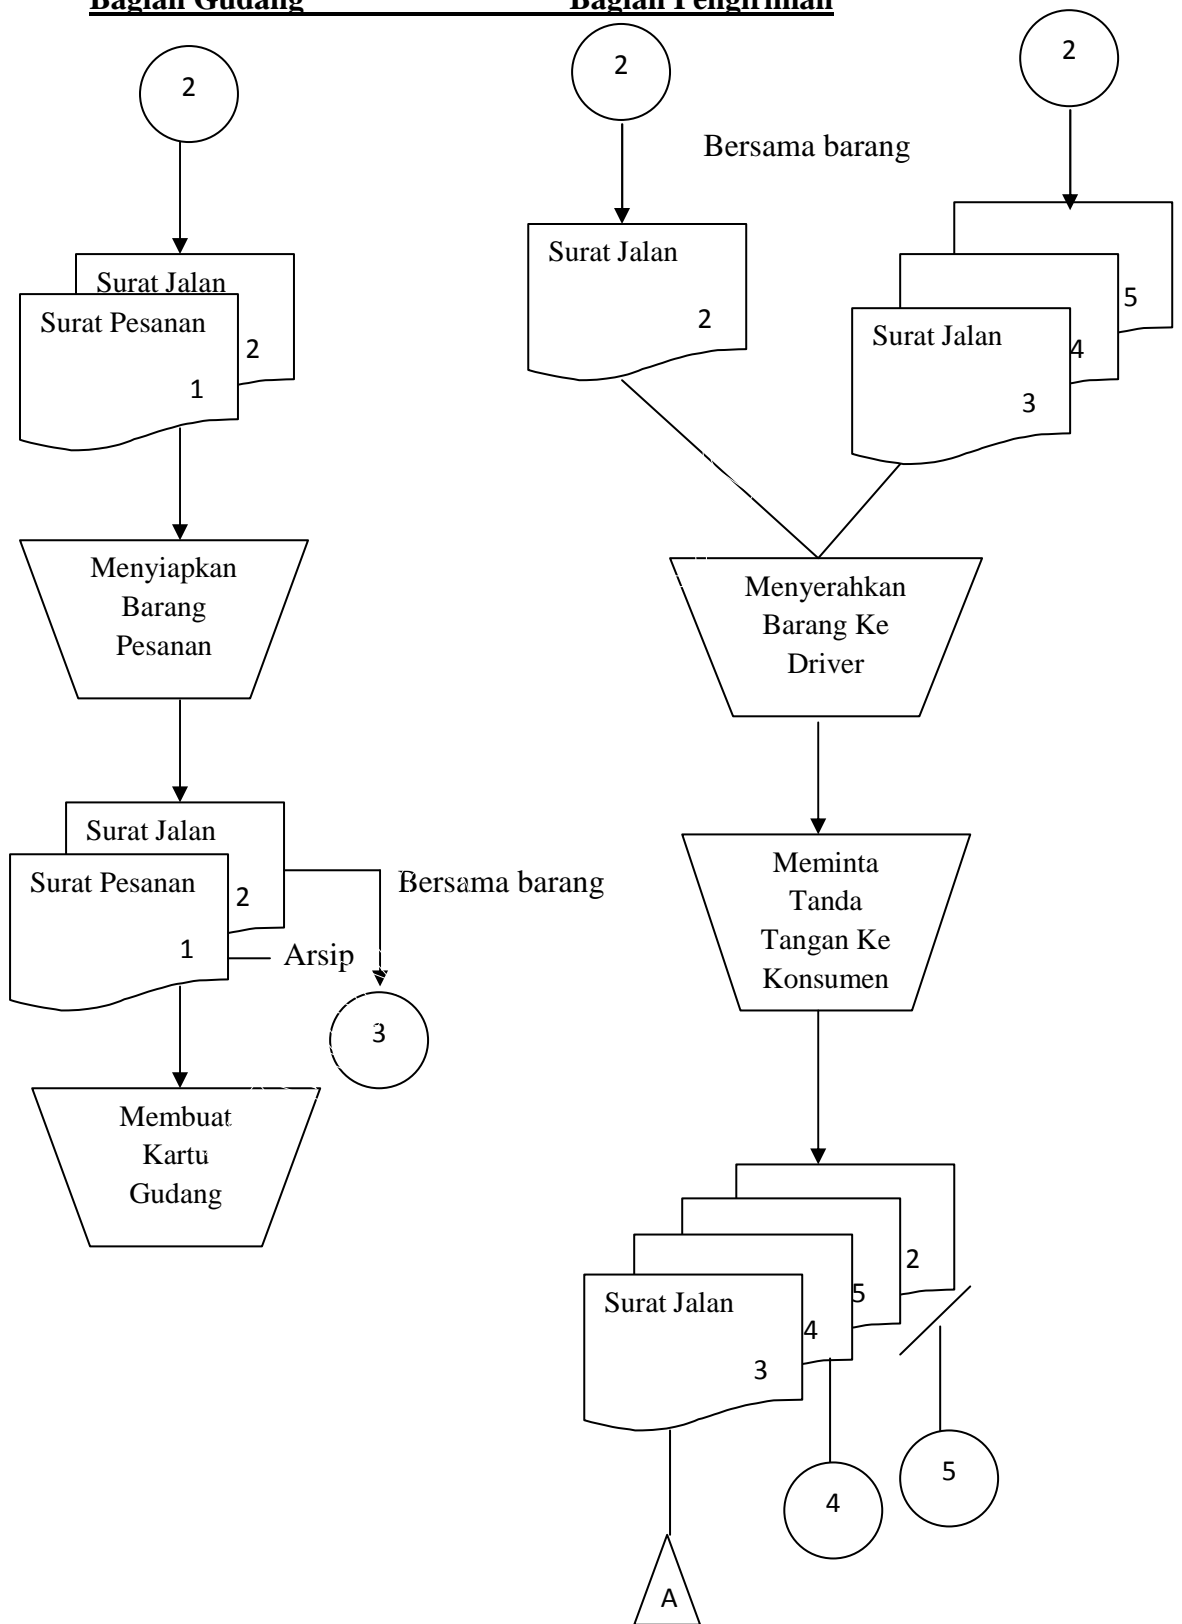 Bagian Gudang Bagian Pengiriman
2
Surat Jalan
2
Surat Pesanan
1
Menyiapkan
Barang
Pesanan
Surat Jalan
2
Surat Pesanan
1
Bersama barang
Arsip
3
Membuat
Kartu
Gudang
2
2
Bersama barang
Surat Jalan
2
5
4
Surat Jalan
3
Menyerahkan
Barang Ke
Driver
Meminta
Tanda
Tangan Ke
Konsumen
2
5
4
Surat Jalan
3
5
4
A